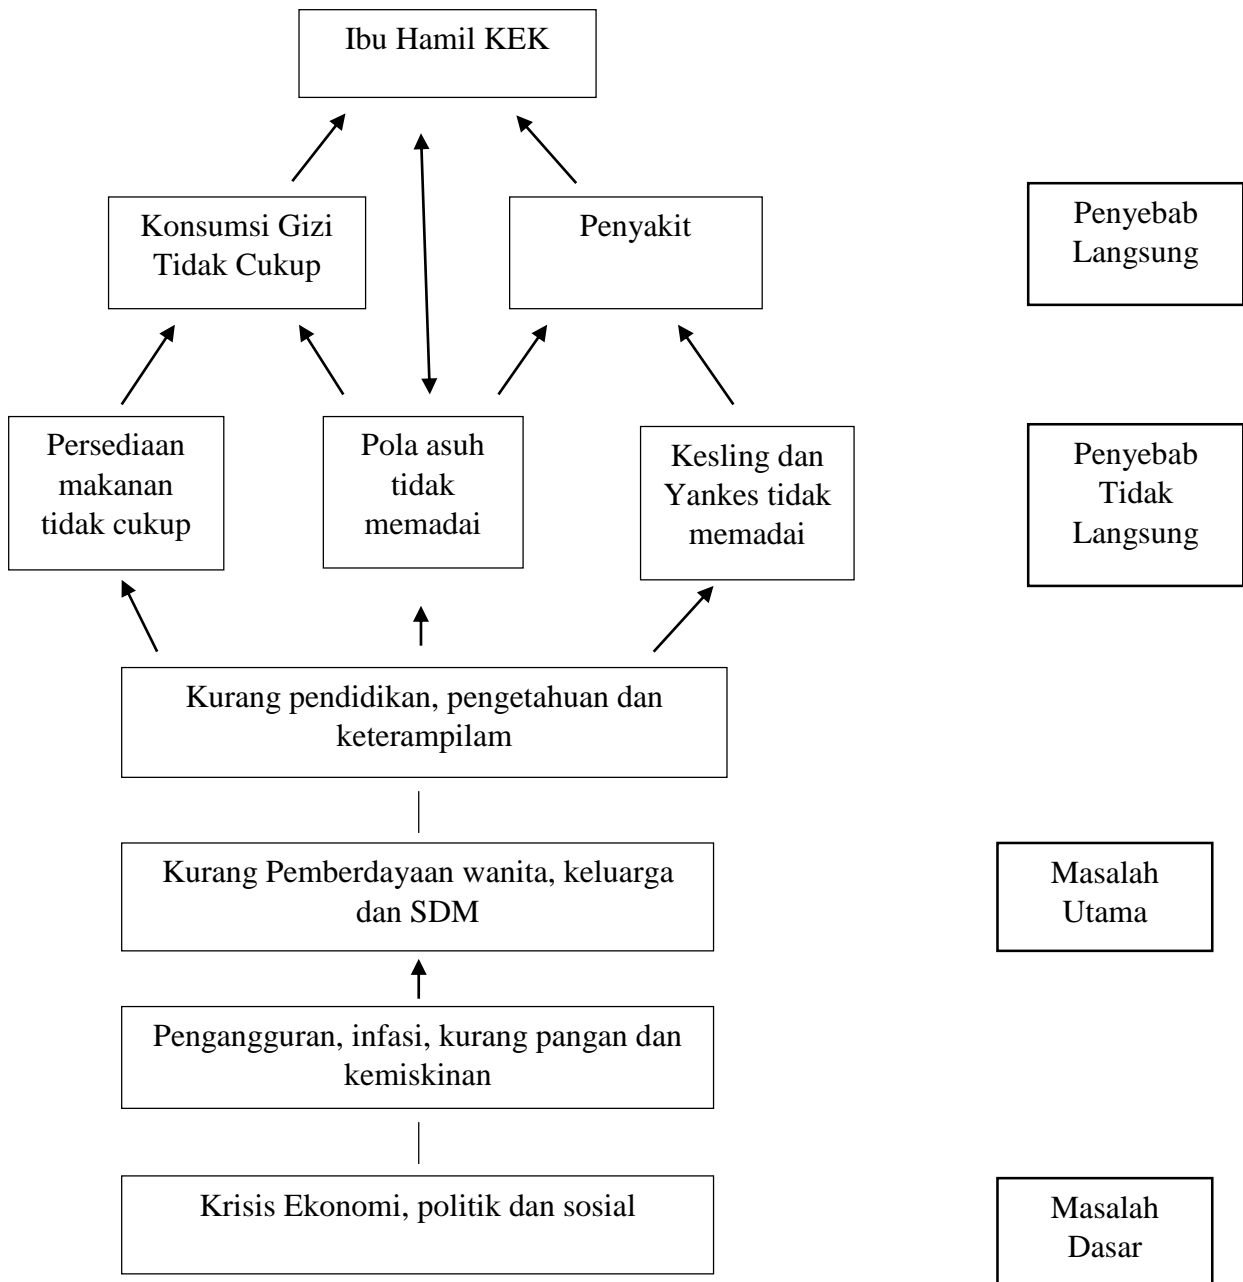 Ibu Hamil KEK
Konsumsi Gizi
Tidak Cukup
Penyakit
Penyebab
Langsung
Persediaan
makanan
tidak cukup
Pola asuh
tidak
memadai
Kesling dan
Yankes tidak
memadai
Penyebab
Tidak
Langsung
Kurang pendidikan, pengetahuan dan
keterampilam
Kurang Pemberdayaan wanita, keluarga
dan SDM
Masalah
Utama
Pengangguran, infasi, kurang pangan dan
kemiskinan
Krisis Ekonomi, politik dan sosial
Masalah
Dasar